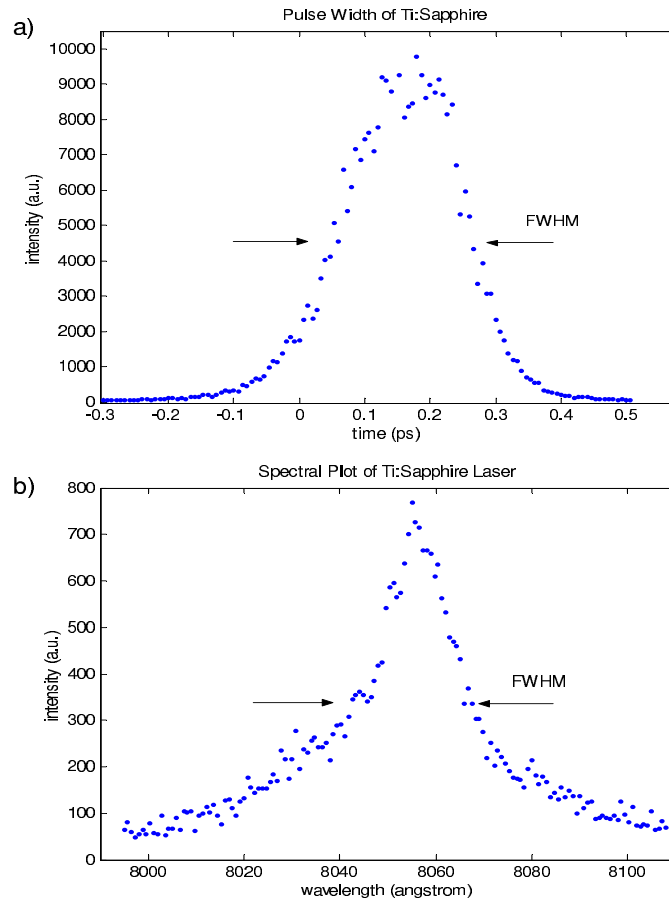 a)
Pulse Width of Ti:Sapphire
10000
9000
8000
7000
6000
5000
4000
3000
2000
1000
0
intensity (a.u.)
FWHM
-0.3 -0.2 -0.1 0 0.1 0.2 0.3 0.4 0.5
time (ps)
b)
Spectral Plot of Ti:Sapphire Laser
800
700
600
500
400
300
200
100
0
intensity (a.u.)
FWHM
8000 8020 8040 8060 8080 8100
wavelength (angstrom)